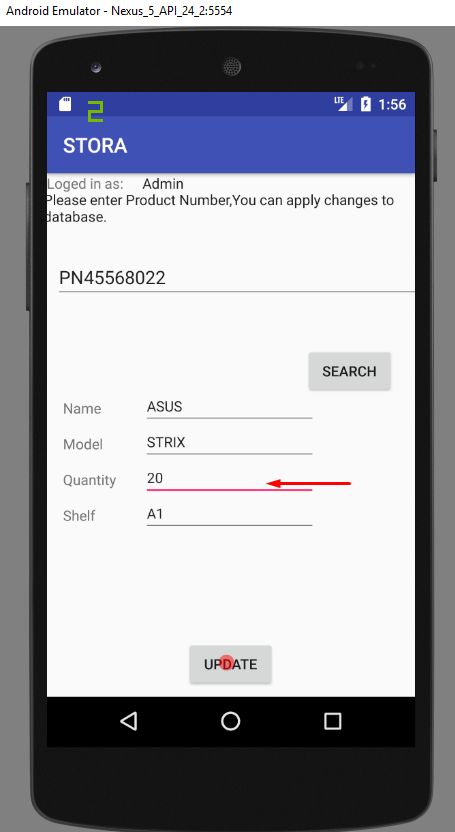 Android Emulator - Nexus_5_API_24_2:5554
2
LTE 1:56
STORA
Loged in as: Admin
Please enter Product Number,You can apply changes to
database.
PN45568022
SEARCH
Name ASUS
Model STRIX
Quantity 20
Shelf A1
UPDATE